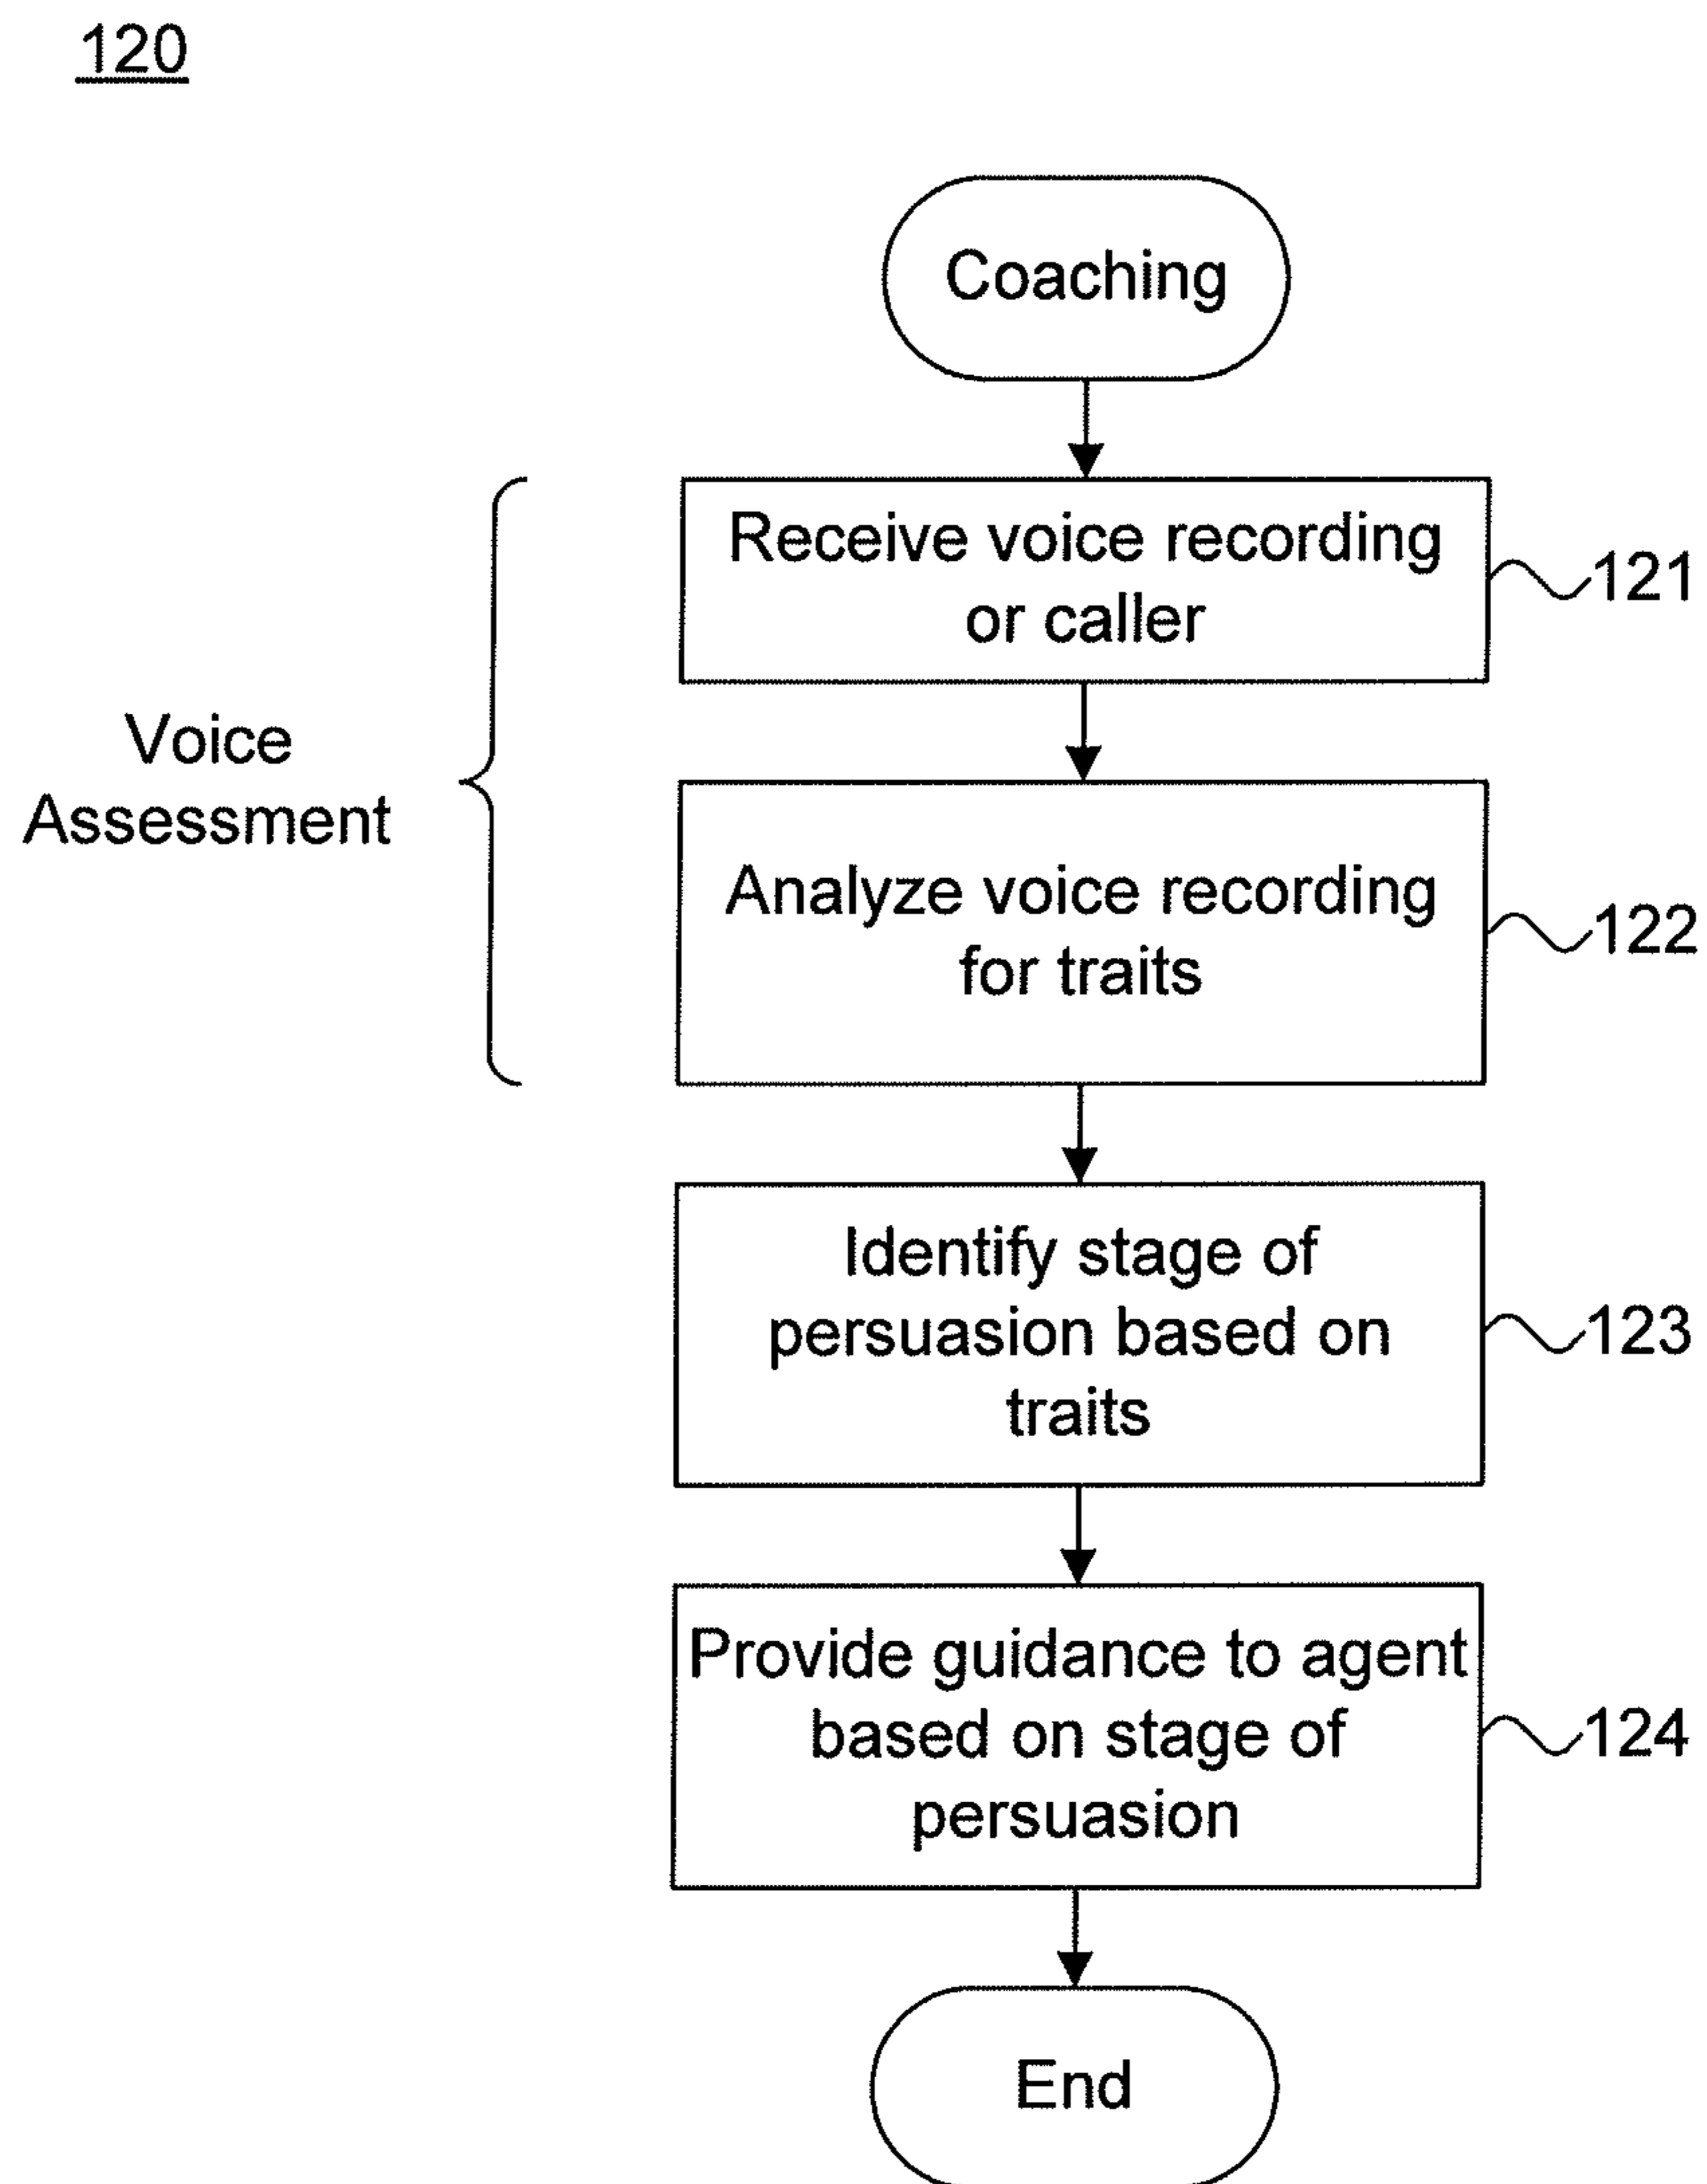 120
Coaching
Receive voice recording
or caller
121
Voice
Assessment
Analyze voice recording
for traits
122
Identify stage of
persuasion based on
traits
123
Provide guidance to agent
based on stage of
persuasion
124
End